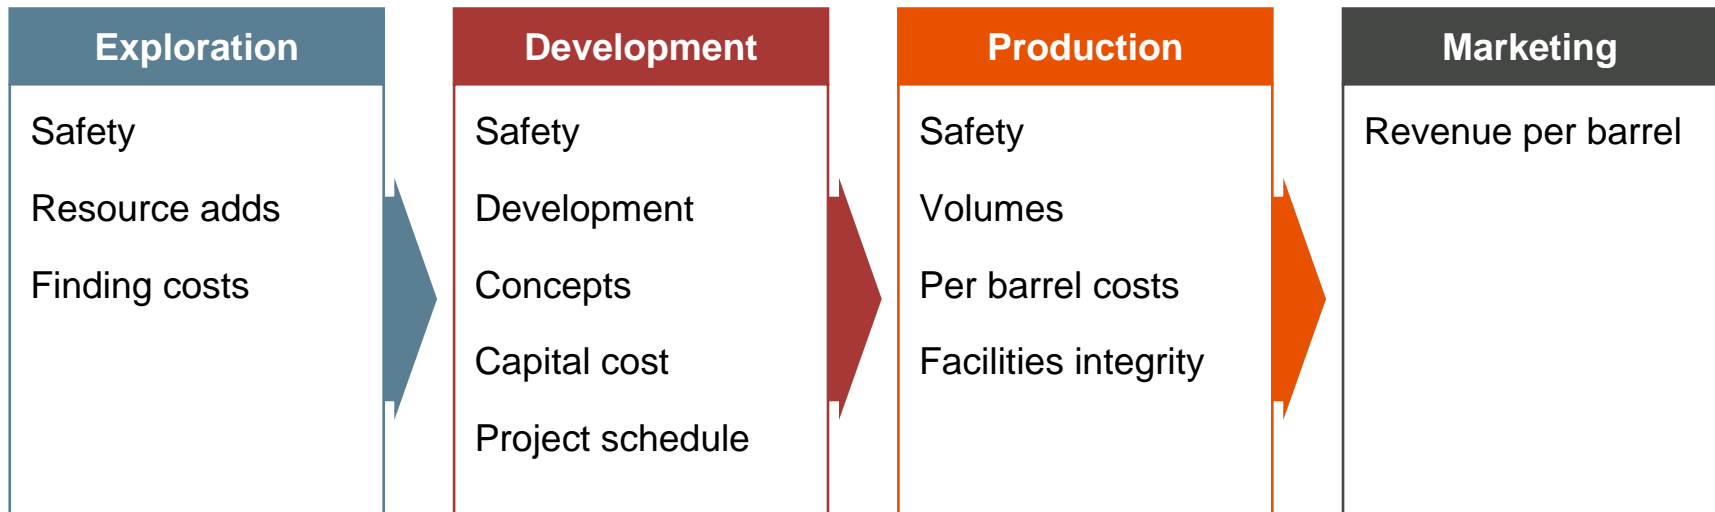 Exploration
Safety
Resource adds
Finding costs
Development
Safety
Development
Concepts
Capital cost
Project schedule
Production
Safety
Volumes
Per barrel costs
Facilities integrity
Marketing
Revenue per barrel